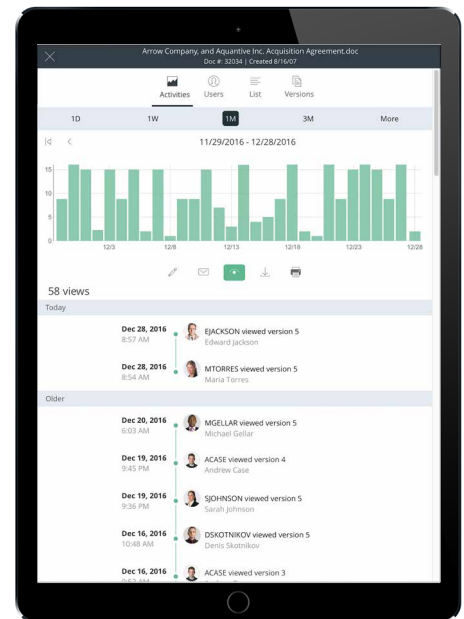 Arrow Company, and Aquantive Inc. Acquisition Agreement.doc
Doc #: 32034 | Created 8/16/07
Activities Users List Versions
1D 1W 1M 3M More
11/29/2016 - 12/28/2016
15
10
5
0
12/3 12/8 12/13 12/18 12/23 12/28
58 views
Today
Dec 28, 2016 EJACKSON viewed version 5
8:57 AM Edward Jackson
Dec 28, 2016 MTORRES viewed version 5
8:54 AM Maria Torres
Older
Dec 20, 2016 MGELLAR viewed version 5
6:03 AM Michael Gellar
Dec 19, 2016 ACASE viewed version 4
9:45 PM Andrew Case
Dec 19, 2016 SJOHNSON viewed version 5
9:36 PM Sarah Johnson
Dec 16, 2016 DSKOTNIKOV viewed version 5
10:48 AM Denis Skotnikov
Dec 16, 2016 ACASE viewed version 3